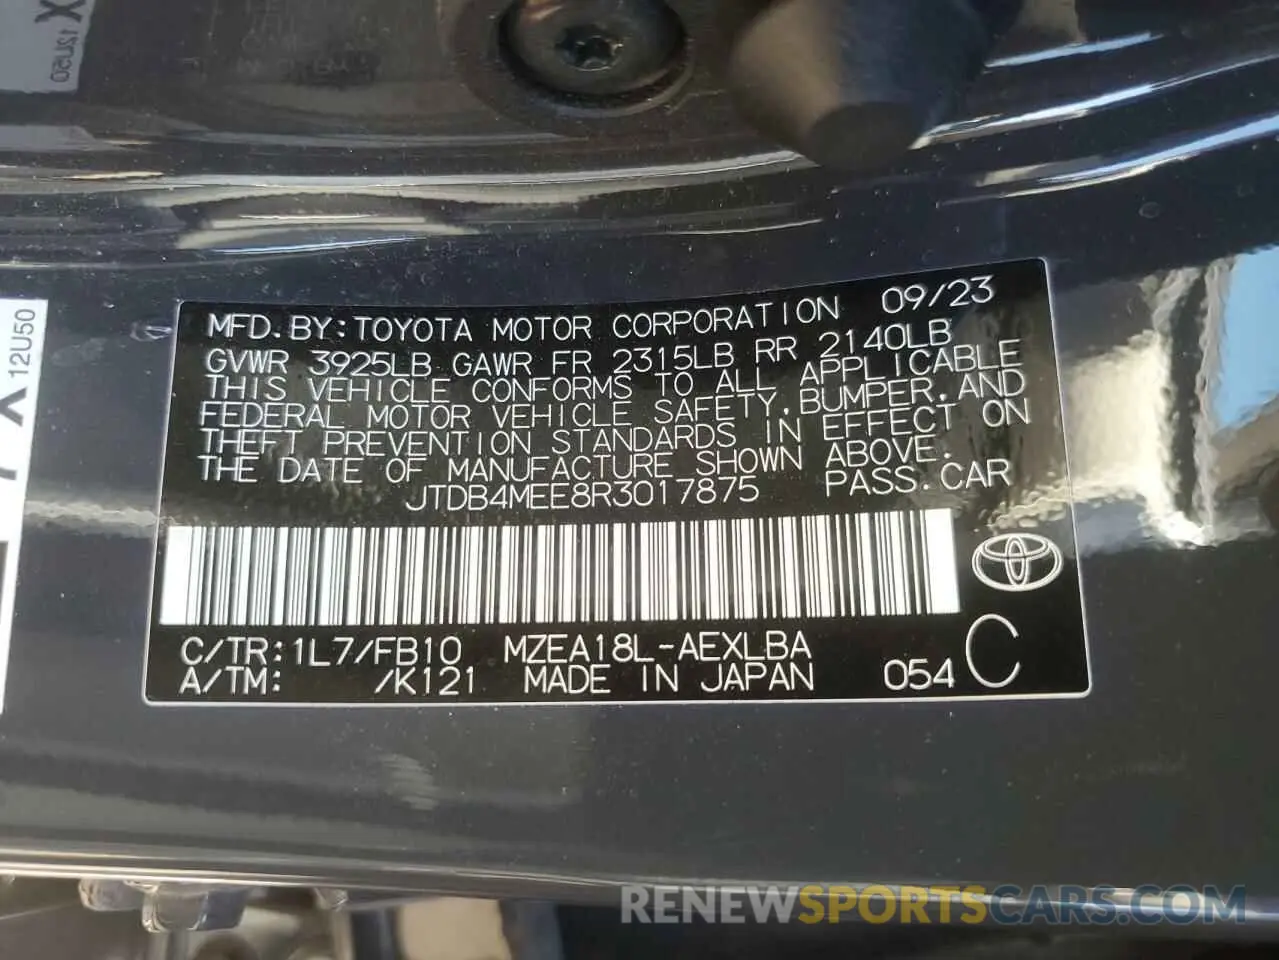 12U50
MFD. BY: TOYOTA MOTOR CORPORATION 09/23
GVWR 3925LB GAWR FR 2315LB RR 2140LB
THIS VEHICLE CONFORMS TO ALL APPLICABLE
FEDERAL MOTOR VEHICLE SAFETY, BUMPER, AND
THEFT PREVENTION STANDARDS IN EFFECT ON
THE DATE OF MANUFACTURE SHOWN ABOVE.
JTDB4MEE8R3017875 PASS. CAR
C/TR: 1L7/FB10 MZEA18L-AEXLBA
A/TM: /K121 MADE IN JAPAN 054 C
12U50
RENEWSPORTSCARS.COM